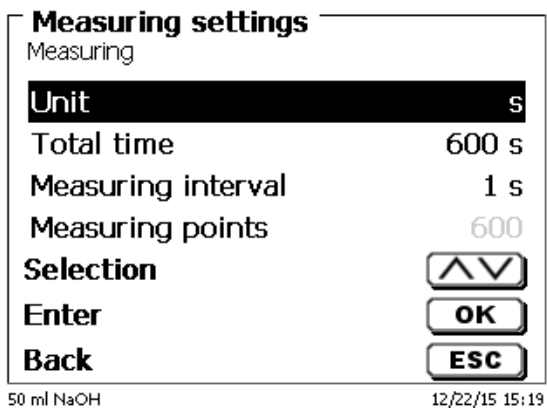 Measuring settings
Measuring
Unit s
Total time 600 s
Measuring interval 1 s
Measuring points 600
Selection
Enter OK
Back ESC
50 ml NaOH 12/22/15 15:19